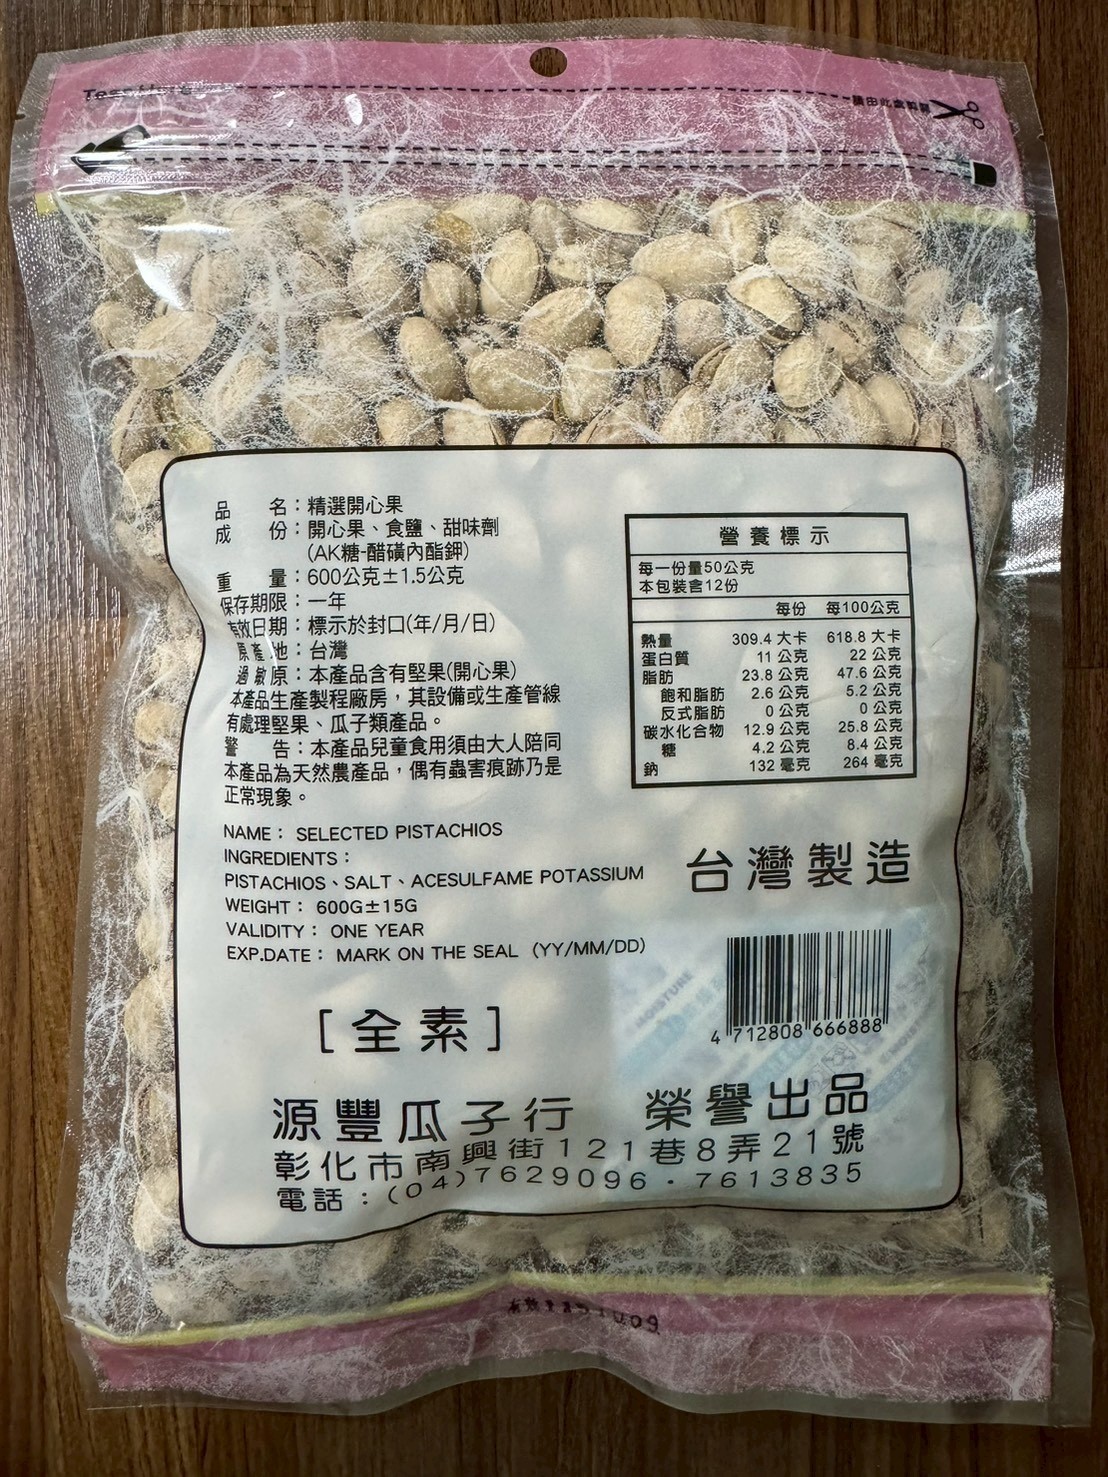 請由此處剪開
品　　名：精選開心果
成　　份：開心果、食鹽、甜味劑
(AK糖-醋磺內酯鉀)
重　　量：600公克±1.5公克
保存期限：一年
有效日期：標示於封口(年/月/日)
原產地：台灣
過敏原：本產品含有堅果(開心果)
本產品生產製程廠房，其設備或生產管線
有處理堅果、瓜子類產品。
警　　告：本產品兒童食用須由大人陪同
本產品為天然農產品，偶有蟲害痕跡乃是
正常現象。
NAME： SELECTED PISTACHIOS
INGREDIENTS：
PISTACHIOS、SALT、ACESULFAME POTASSIUM
WEIGHT： 600G±15G
VALIDITY： ONE YEAR
EXP.DATE： MARK ON THE SEAL（YY/MM/DD）
營養標示
每一份量50公克
本包裝含12份
每份　每100公克
熱量　309.4 大卡　618.8 大卡
蛋白質　11 公克　22 公克
脂肪　23.8 公克　47.6 公克
飽和脂肪　2.6 公克　5.2 公克
反式脂肪　0 公克　0 公克
碳水化合物　12.9 公克　25.8 公克
糖　4.2 公克　8.4 公克
鈉　132 毫克　264 毫克
台灣製造
4 712808 666888
［全素］
源豐瓜子行　榮譽出品
彰化市南興街121巷8弄21號
電話：(04)7629096・7613835